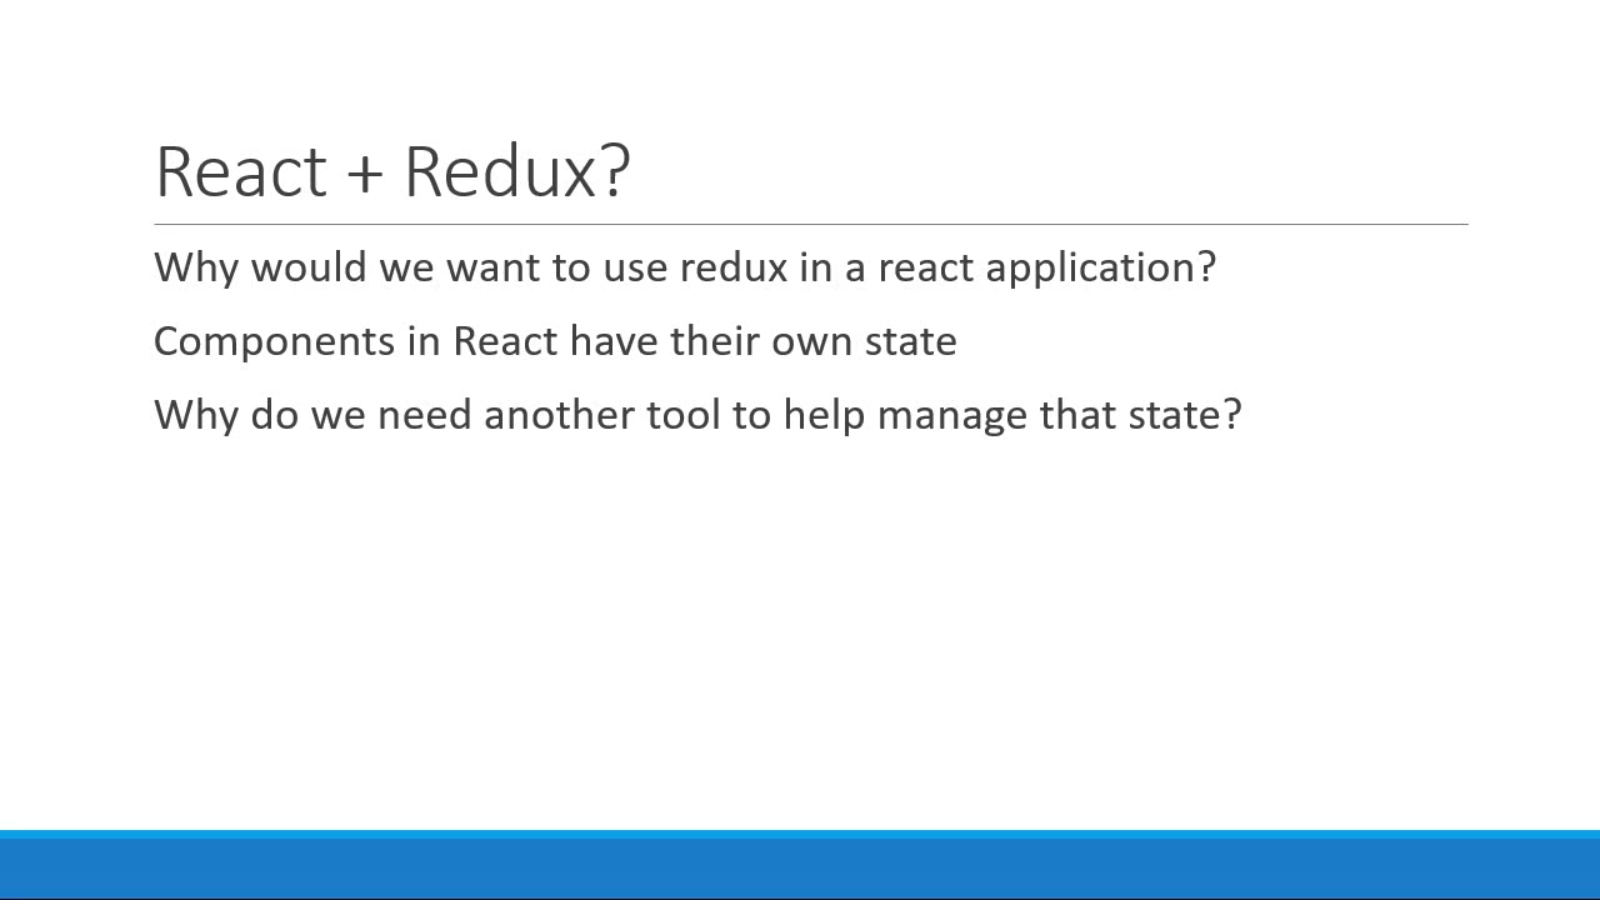 React + Redux?
Why would we want to use redux in a react application?
Components in React have their own state
Why do we need another tool to help manage that state?